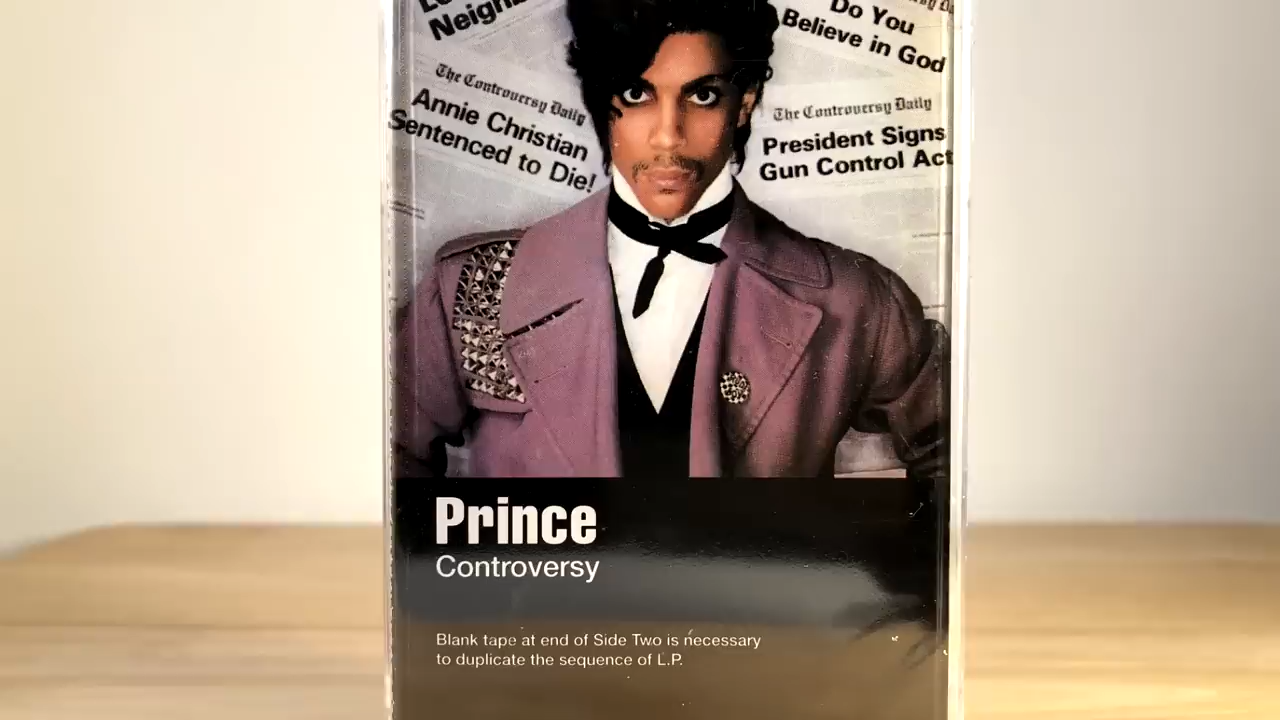 Neighb
Do You
Believe in God
The Controversy Daily
Annie Christian
Sentenced to Die!
The Controversy Daily
President Signs
Gun Control Act
Prince
Controversy
Blank tape at end of Side Two is necessary
to duplicate the sequence of L.P.